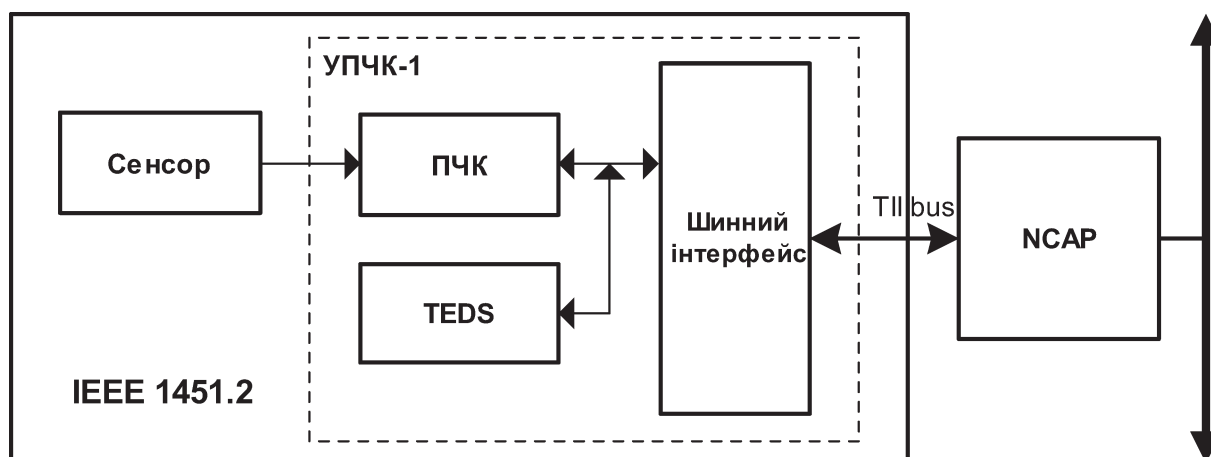 УПЧК-1
Сенсор
ПЧК
TEDS
Шинний
інтерфейс
TII bus
NCAP
IEEE 1451.2